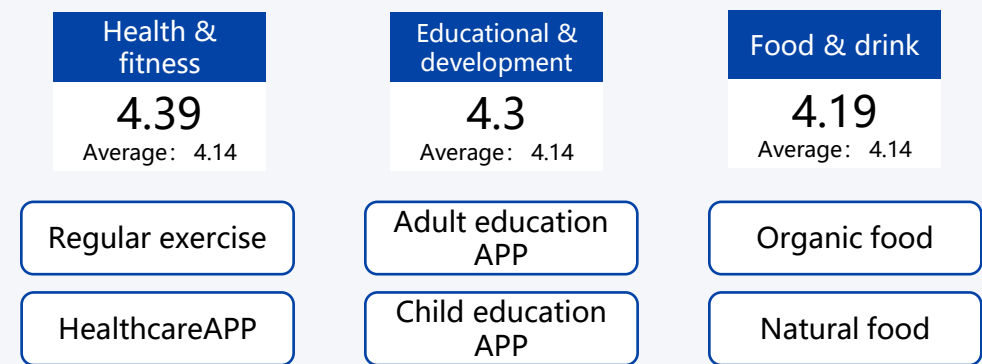 Health &
fitness
4.39
Average： 4.14
Regular exercise
HealthcareAPP
Educational &
development
4.3
Average： 4.14
Adult education
APP
Child education
APP
Food & drink
4.19
Average： 4.14
Organic food
Natural food